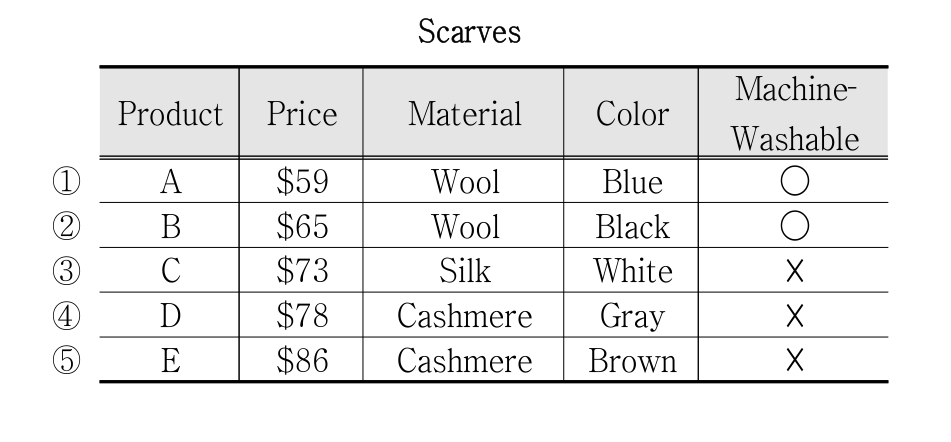 Scarves
Product Price Material Color Machine-Washable
① A $59 Wool Blue ○
② B $65 Wool Black ○
③ C $73 Silk White X
④ D $78 Cashmere Gray X
⑤ E $86 Cashmere Brown X